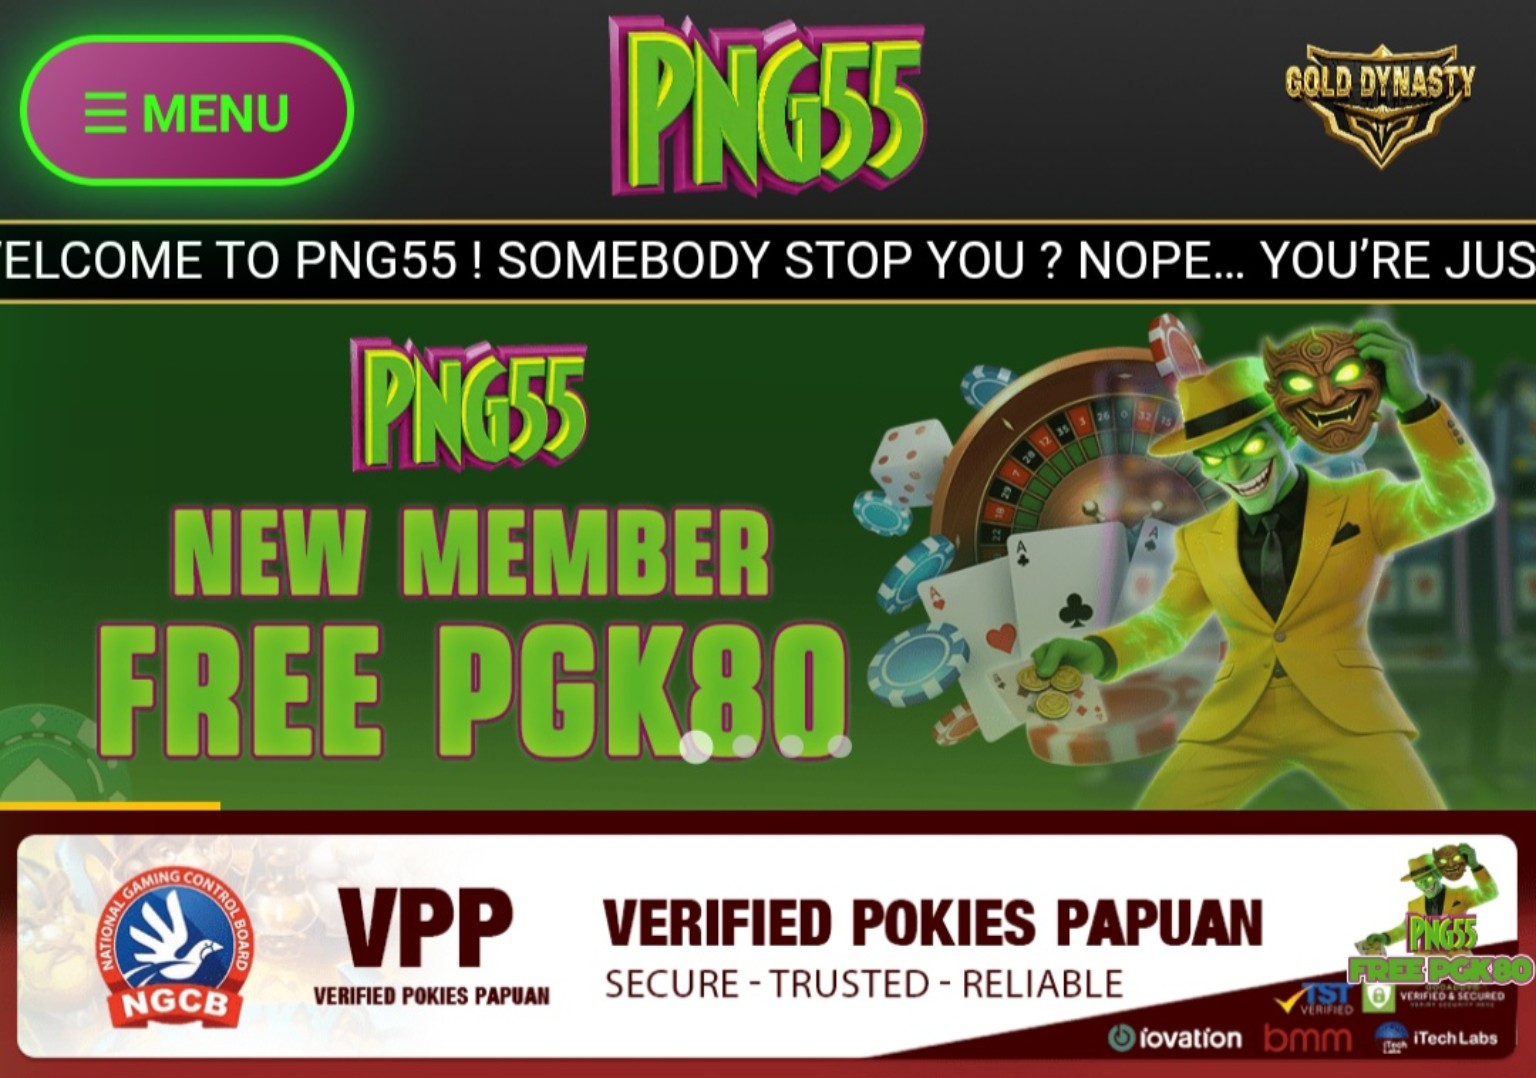 ☰ MENU
PNG55
GOLD DYNASTY
ELCOME TO PNG55 ! SOMEBODY STOP YOU ? NOPE... YOU’RE JUS
PNG55
NEW MEMBER
FREE PGK80
NATIONAL GAMING CONTROL BOARD
NGCB
VPP
VERIFIED POKIES PAPUAN
VERIFIED POKIES PAPUAN
SECURE - TRUSTED - RELIABLE
PNG55
FREE PGK80
TST
VERIFIED
VERIFIED & SECURED
iovation
bmm
iTech Labs
iTechLabs